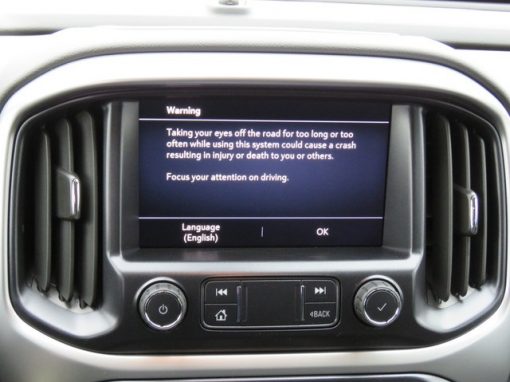 Warning
Taking your eyes off the road for too long or too
often while using this system could cause a crash
resulting in injury or death to you or others.
Focus your attention on driving.
Language
(English)
OK
BACK